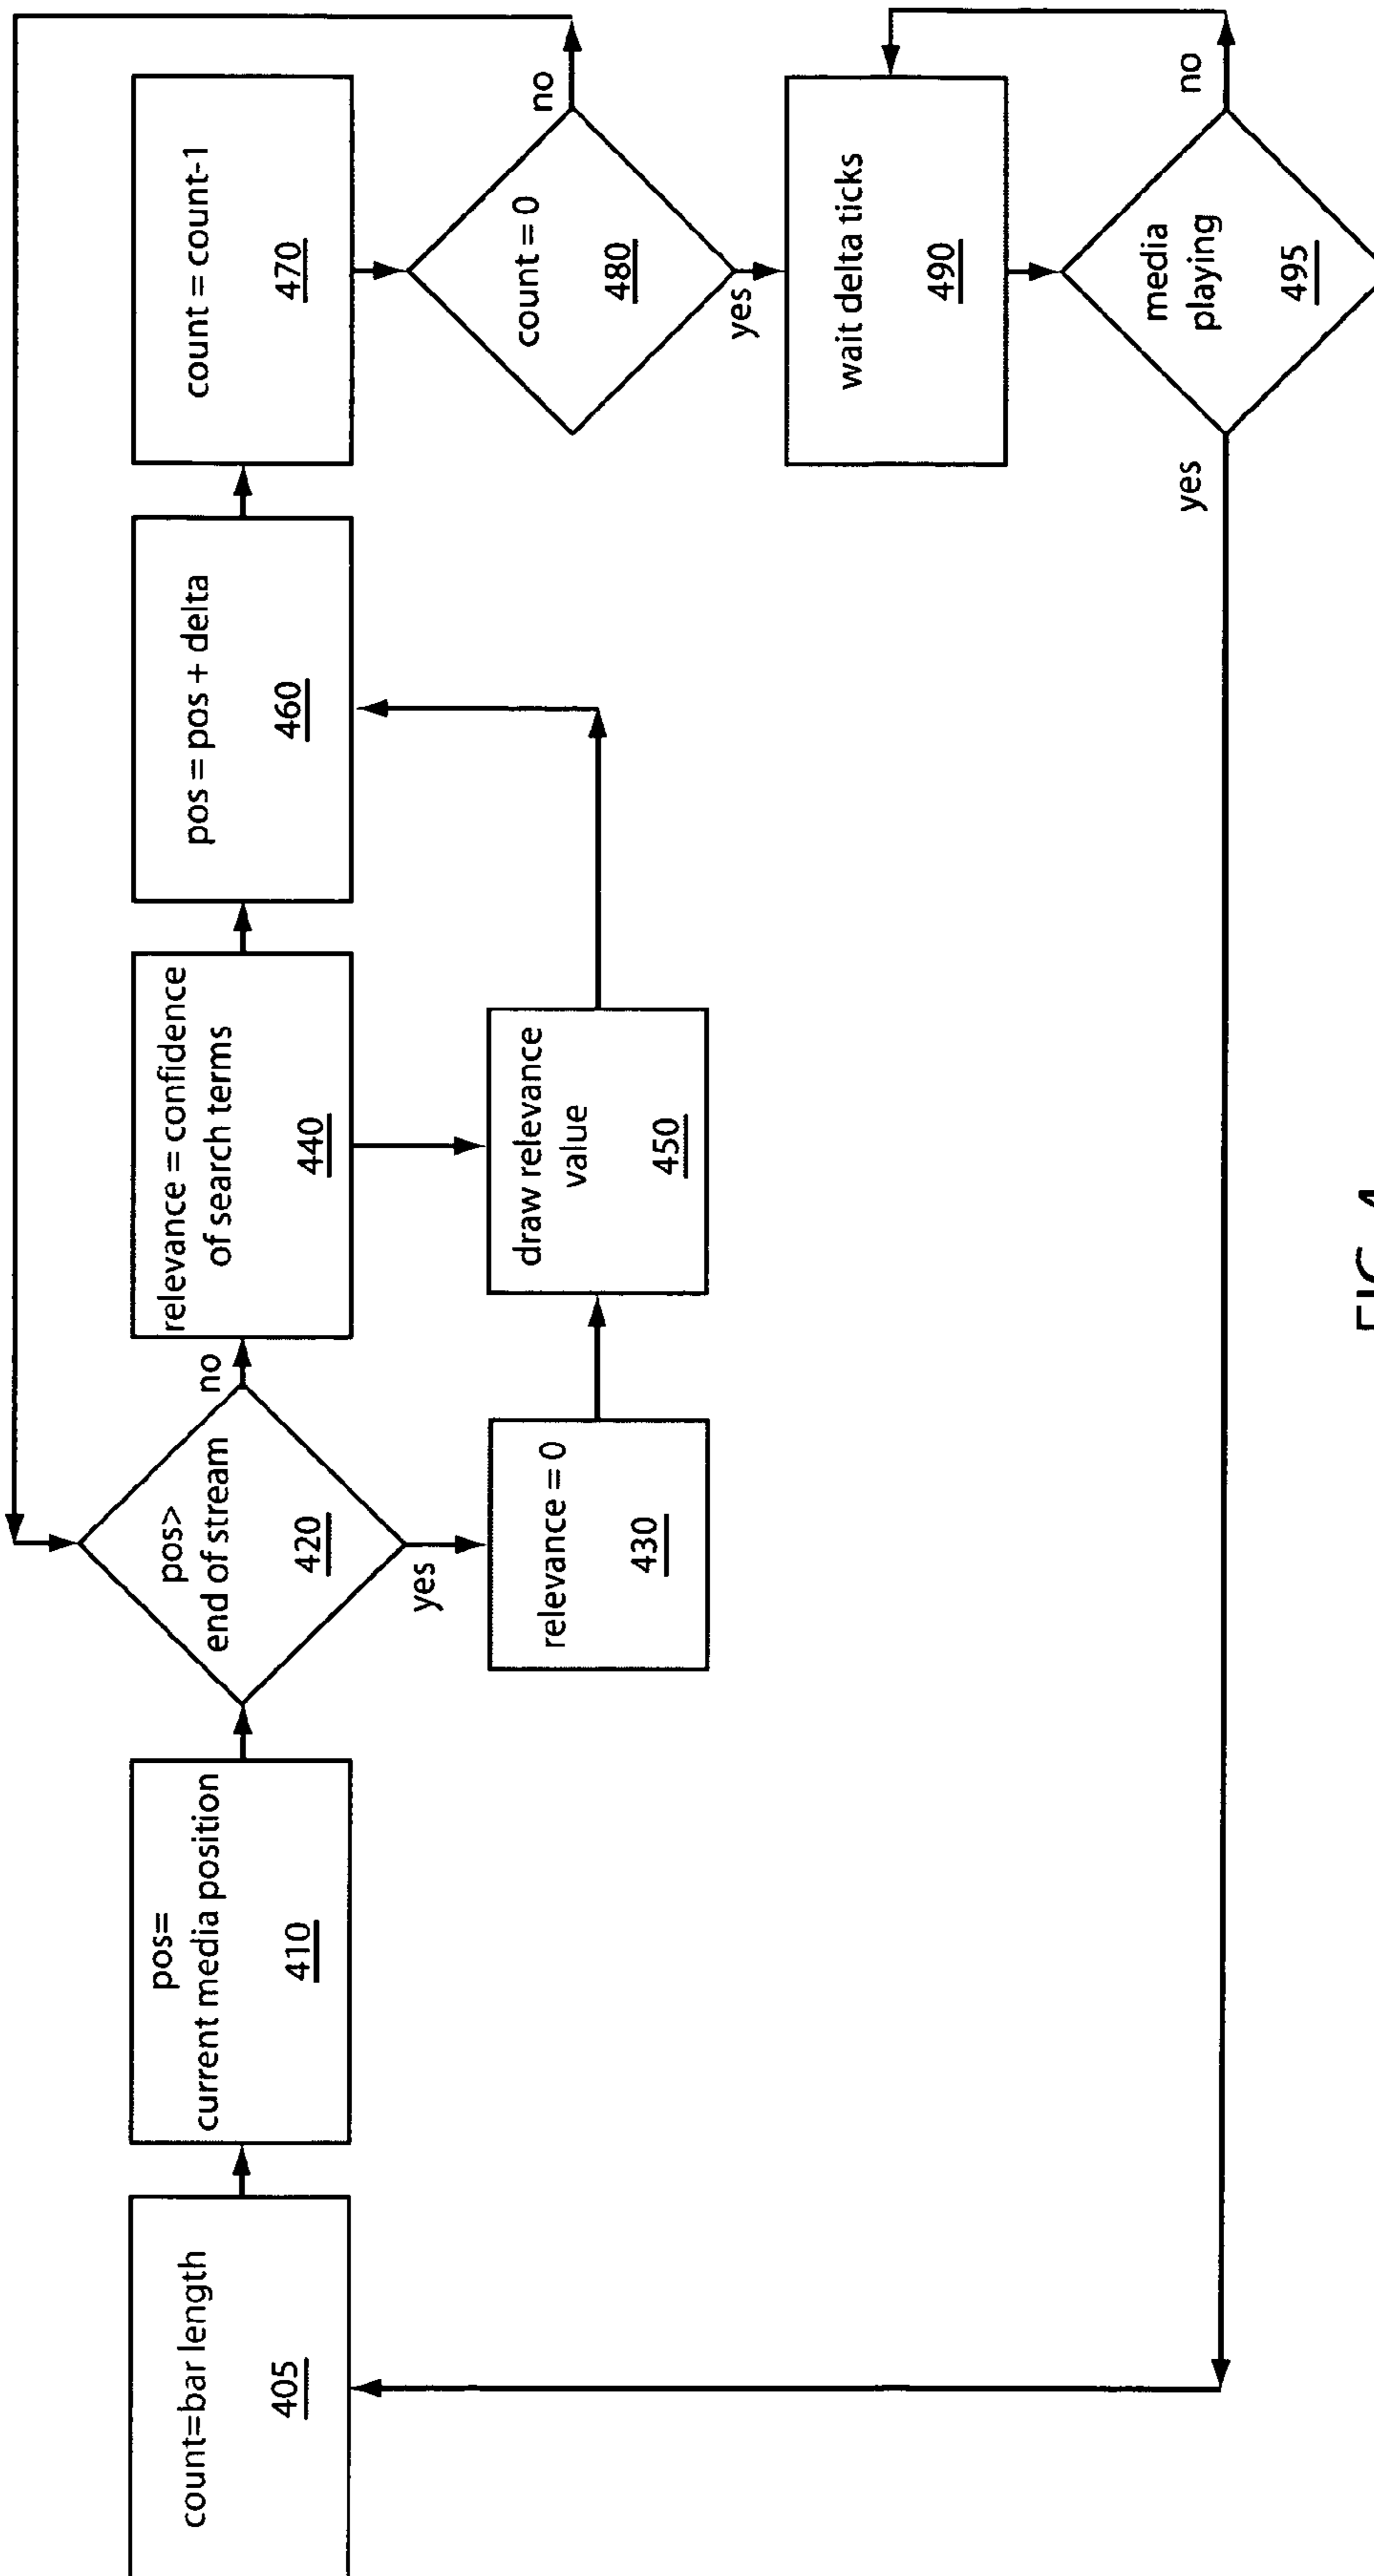 count=bar length
405
pos=
current media position
410
pos>
end of stream
420
no
yes
relevance = 0
430
relevance = confidence
of search terms
440
draw relevance
value
450
pos = pos + delta
460
count = count-1
470
count = 0
480
no
yes
wait delta ticks
490
media
playing
495
no
yes